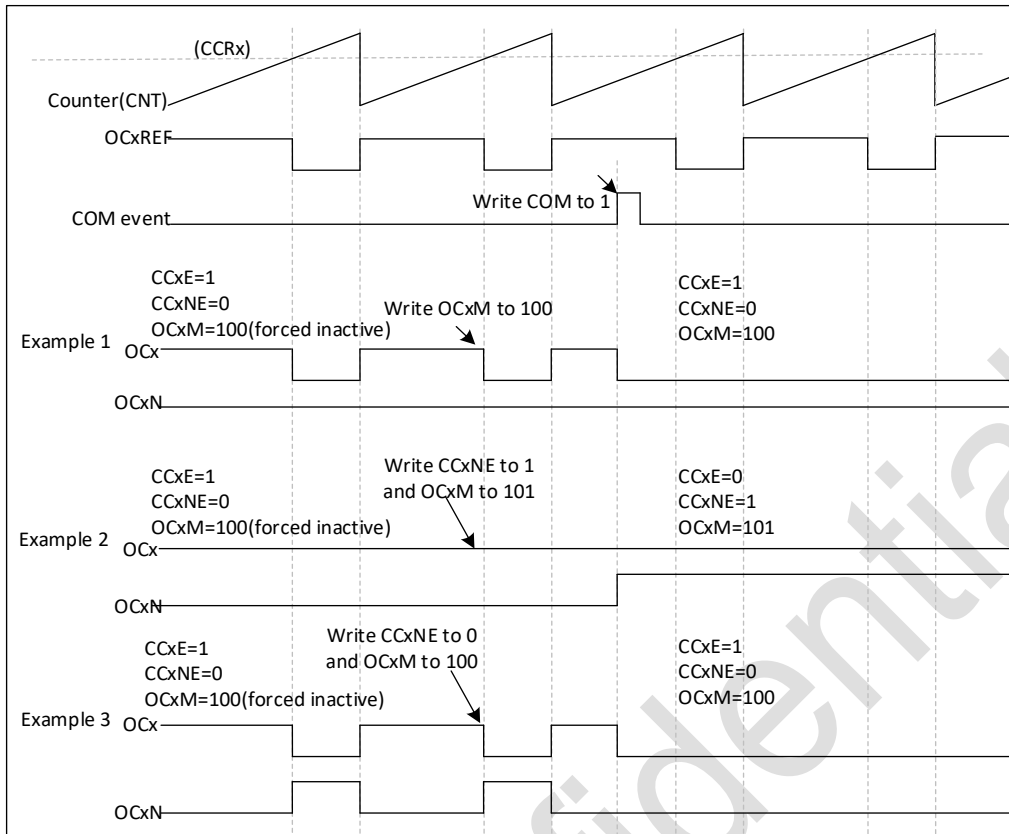 (CCRx)
Counter(CNT)
OCxREF
Write COM to 1
COM event
CCxE=1
CCxNE=0
OCxM=100(forced inactive)
Write OCxM to 100
CCxE=1
CCxNE=0
OCxM=100
Example 1
OCx
OCxN
CCxE=1
CCxNE=0
OCxM=100(forced inactive)
Write CCxNE to 1
and OCxM to 101
CCxE=0
CCxNE=1
OCxM=101
Example 2
OCx
OCxN
CCxE=1
CCxNE=0
OCxM=100(forced inactive)
Write CCxNE to 0
and OCxM to 100
CCxE=1
CCxNE=0
OCxM=100
Example 3
OCx
OCxN
nfidentia